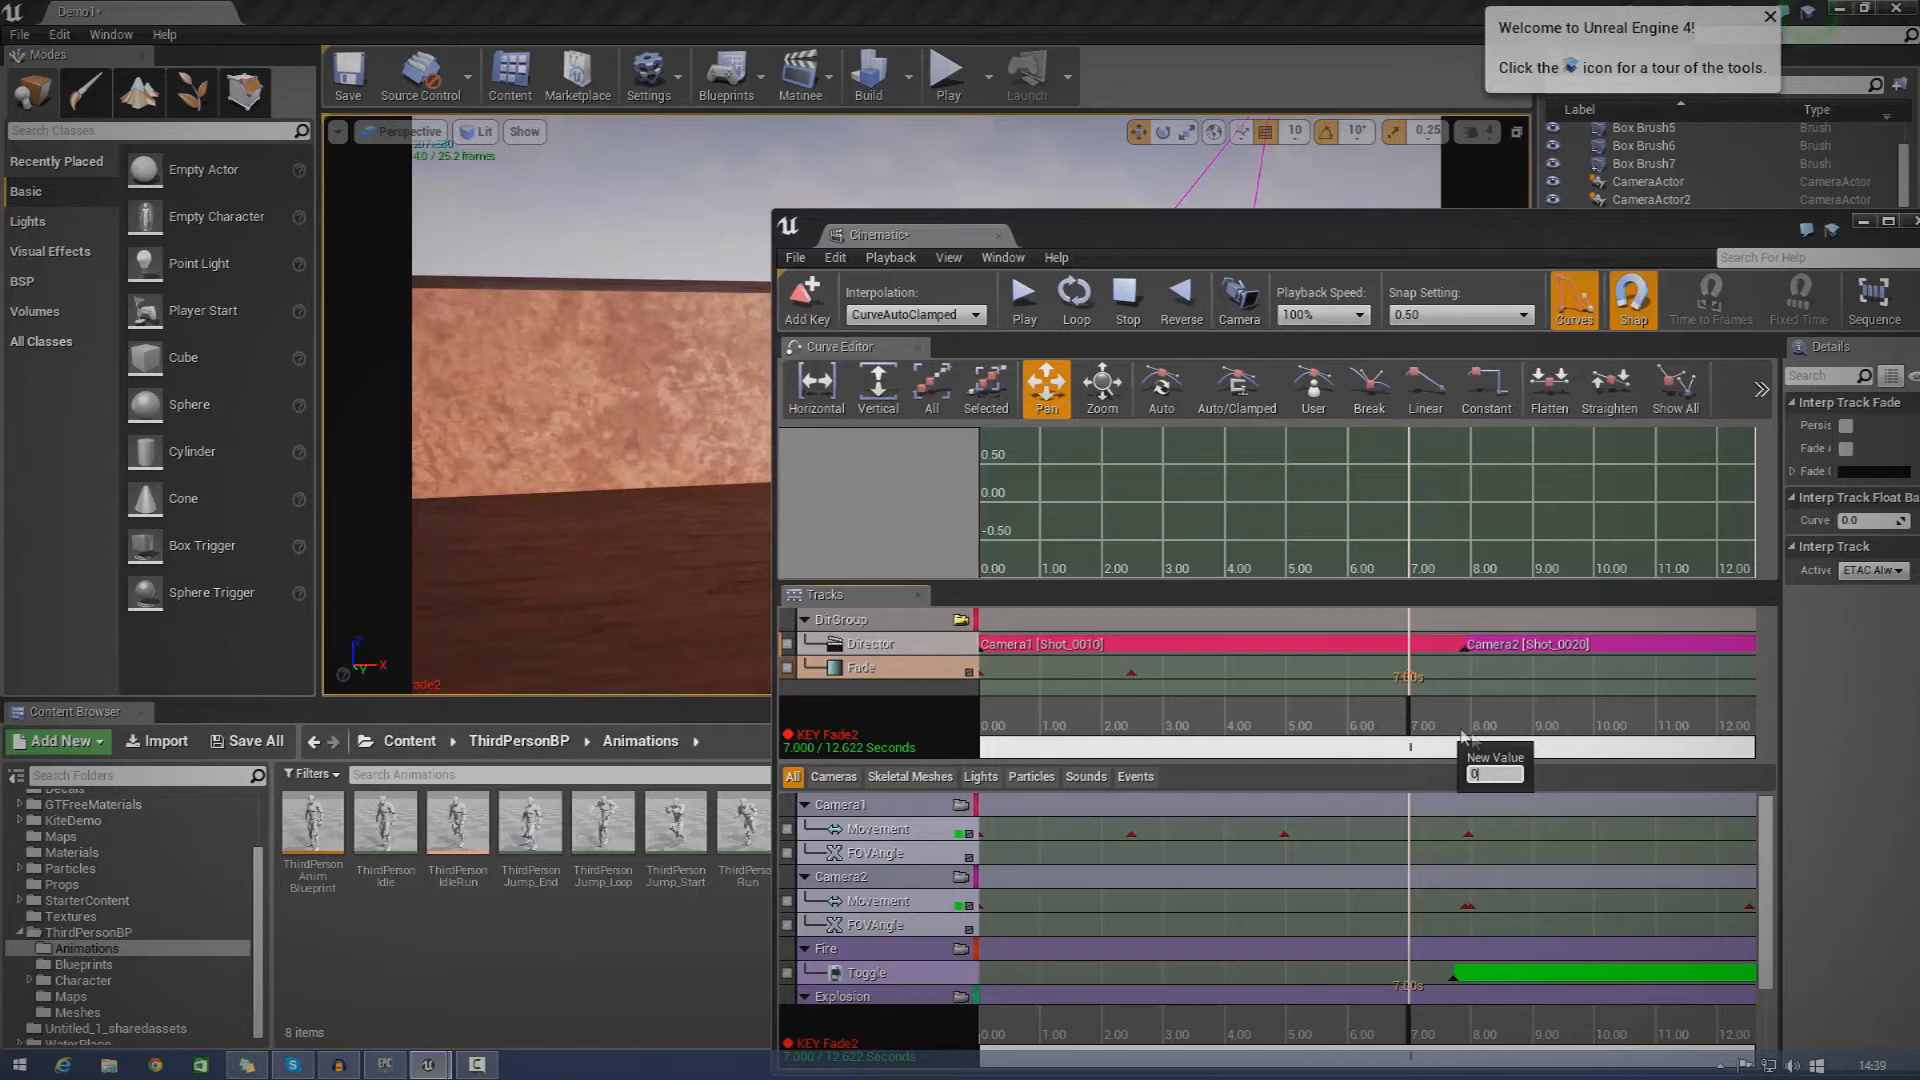 Demo1*
File Edit Window Help
Modes
Search Classes
Recently Placed
Basic
Lights
Visual Effects
BSP
Volumes
All Classes
Empty Actor
Empty Character
Point Light
Player Start
Cube
Sphere
Cylinder
Cone
Box Trigger
Sphere Trigger
Save Source Control Content Marketplace Settings Blueprints Matinee Build Play Launch
Perspective Lit Show
10 10° 0.25 4
4.0 / 25.2 frames
Z X
ade2
Welcome to Unreal Engine 4!
Click the icon for a tour of the tools.
Label Type
Box Brush5 Brush
Box Brush6 Brush
Box Brush7 Brush
CameraActor CameraActor
CameraActor2 CameraActor
Cinematic*
File Edit Playback View Window Help
Search For Help
Add Key
Interpolation:
CurveAutoClamped
Play Loop Stop Reverse Camera
Playback Speed:
100%
Snap Setting:
0.50
Curves Snap Time to Frames Fixed Time Sequence
Curve Editor
Horizontal Vertical All Selected Pan Zoom Auto Auto/Clamped User Break Linear Constant Flatten Straighten Show All
0.50
0.00
-0.50
0.00 1.00 2.00 3.00 4.00 5.00 6.00 7.00 8.00 9.00 10.00 11.00 12.00
Details
Search
Interp Track Fade
Persis
Fade A
Fade C
Interp Track Float Ba
Curve 0.0
Interp Track
Active ETAC Alw
Tracks
DirGroup
Director
Camera1 [Shot_0010] Camera2 [Shot_0020]
Fade
7.00s
0.00 1.00 2.00 3.00 4.00 5.00 6.00 7.00 8.00 9.00 10.00 11.00 12.00
KEY Fade2
7.000 / 12.622 Seconds
New Value
0
All Cameras Skeletal Meshes Lights Particles Sounds Events
Camera1
Movement
FOVAngle
Camera2
Movement
FOVAngle
Fire
Toggle
7.00s
Explosion
0.00 1.00 2.00 3.00 4.00 5.00 6.00 7.00 8.00 9.00 10.00 11.00 12.00
KEY Fade2
7.000 / 12.622 Seconds
Content Browser
Add New Import Save All Content ThirdPersonBP Animations
Search Folders
Filters
Search Animations
GTFreeMaterials
KiteDemo
Maps
Materials
Particles
Props
StarterContent
Textures
ThirdPersonBP
Animations
Blueprints
Character
Maps
Meshes
Untitled_1_sharedassets
WaterPlane
ThirdPerson Anim Blueprint
ThirdPerson Idle
ThirdPerson IdleRun
ThirdPerson Jump_End
ThirdPerson Jump_Loop
ThirdPerson Jump_Start
ThirdPerso Run
8 items
14:39